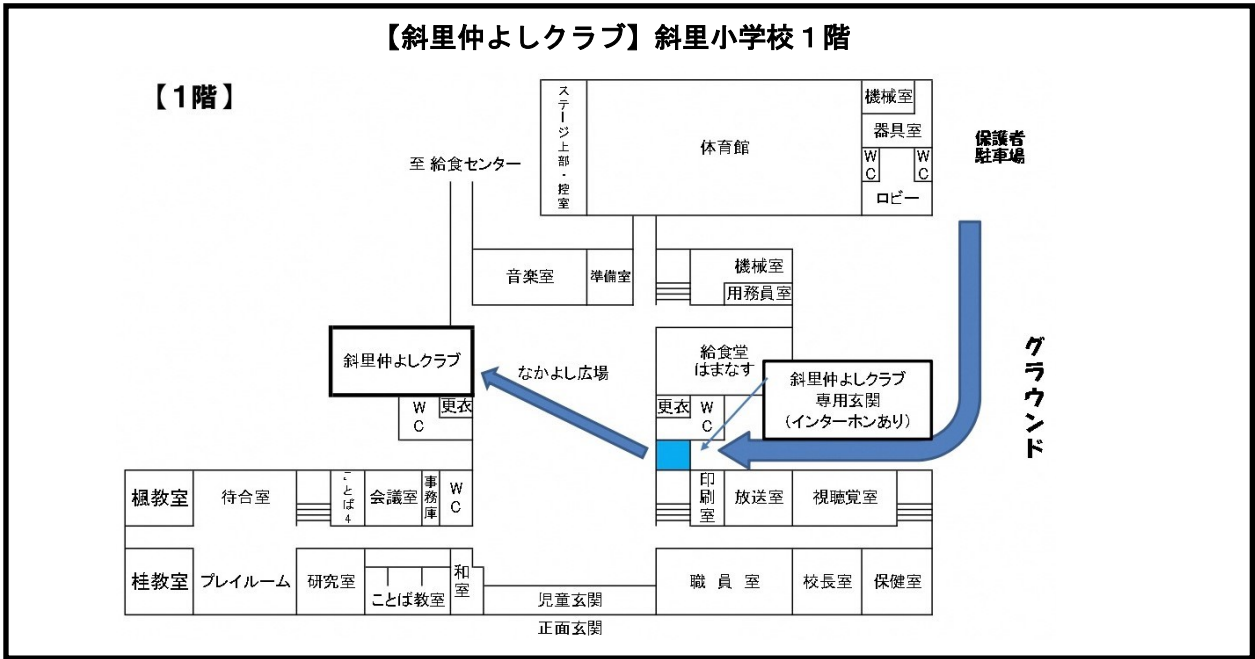 【斜里仲よしクラブ】斜里小学校１階
【1階】
ステージ上部・控室
体育館
機械室
器具室
WC
WC
ロビー
保護者
駐車場
至 給食センター
音楽室
準備室
機械室
用務員室
斜里仲よしクラブ
なかよし広場
給食堂
はまなす
斜里仲よしクラブ
専用玄関
(インターホンあり)
グラウンド
WC
更衣
更衣
WC
楓教室
待合室
ことば4
会議室
事務庫
WC
印刷室
放送室
視聴覚室
桂教室
プレイルーム
研究室
ことば教室
和室
児童玄関
職員室
校長室
保健室
正面玄関